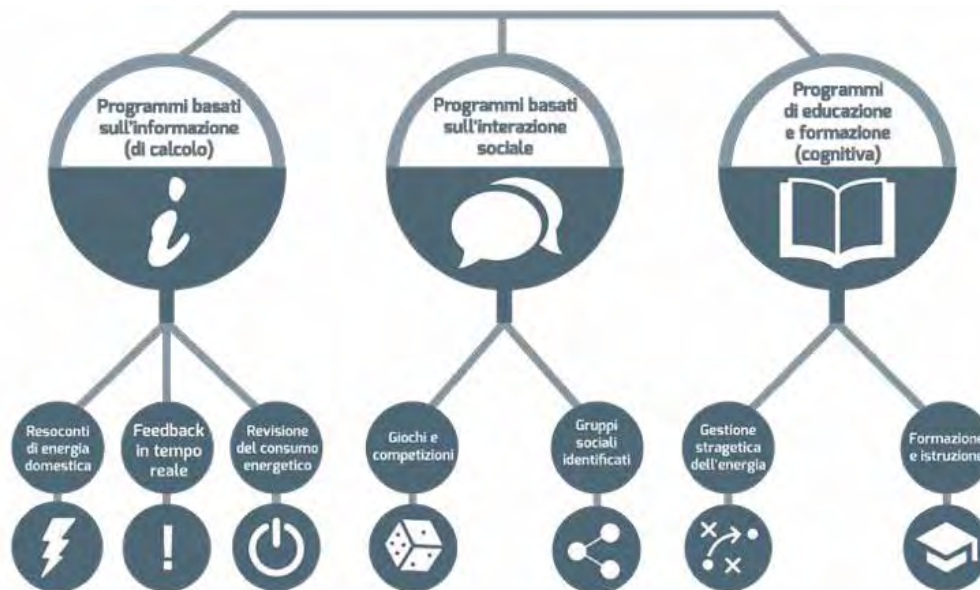 Programmi basati
sull'informazione
(di calcolo)
Programmi basati
sull'interazione
sociale
Programmi
di educazione
e formazione
(cognitiva)
Resoconti
di energia
domestica
Feedback
in tempo
reale
Revisione
del consumo
energetico
Giochi e
competizioni
Gruppi
sociali
identificati
Gestione
stragetica
dell'energia
Formazione
e istruzione